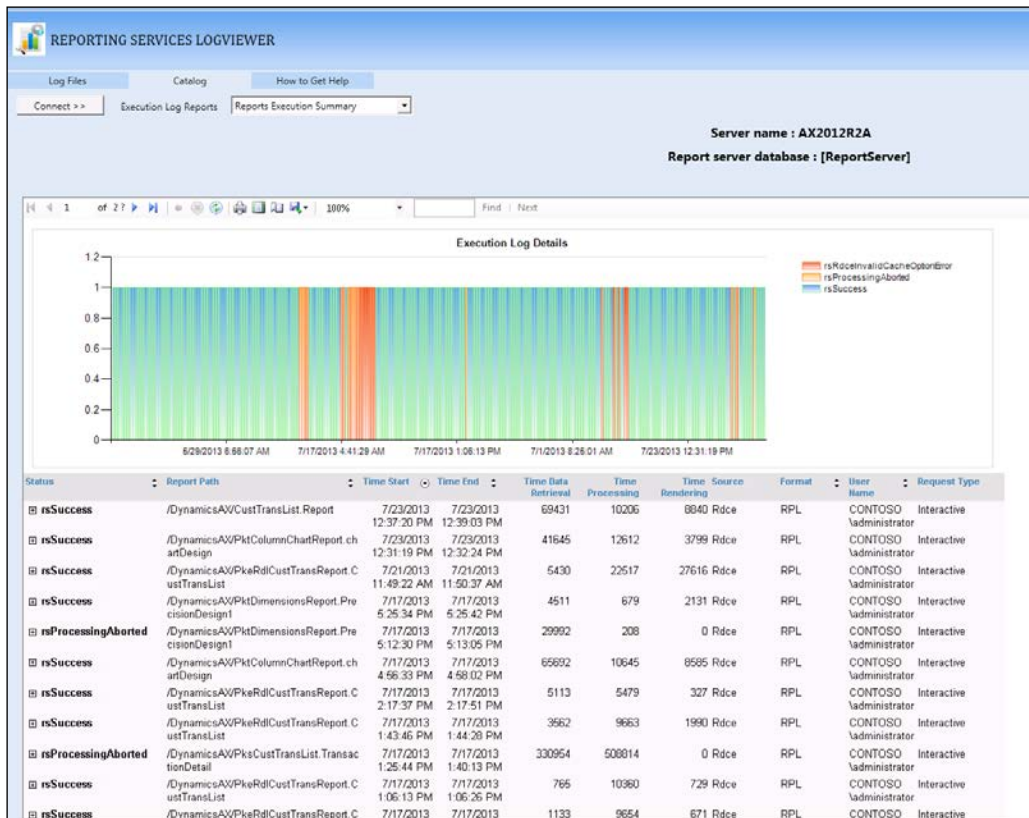 REPORTING SERVICES LOGVIEWER
Log Files Catalog How to Get Help
Connect >> Execution Log Reports Reports Execution Summary
Server name : AX2012R2A
Report server database : [ReportServer]
1 of 2 ? 100% Find | Next
Execution Log Details
rsRdceInvalidCacheOptionError
rsProcessingAborted
rsSuccess
1.2
1
0.8
0.6
0.4
0.2
0
7/17/2013 4:41:29 AM 7/17/2013 1:06:13 PM 7/1/2013 8:26:01 AM 7/23/2013 12:31:19 PM
Status Report Path Time Start Time End Time Data Time Time Source Format User Request Type
Retrieval Processing Rendering Name
rsSuccess /DynamicsAX/CustTransList.Report 7/23/2013 7/23/2013 69431 10206 8840 Rdce RPL CONTOSO Interactive
12:37:20 PM 12:39:03 PM \administrator
rsSuccess /DynamicsAX/PktColumnChartReport.ch 7/23/2013 7/23/2013 41645 12612 3799 Rdce RPL CONTOSO Interactive
artDesign 12:31:19 PM 12:32:24 PM \administrator
rsSuccess /DynamicsAX/PkeRdlCustTransReport.C 7/21/2013 7/21/2013 5430 22517 27616 Rdce RPL CONTOSO Interactive
ustTransList 11:49:22 AM 11:50:37 AM \administrator
rsSuccess /DynamicsAX/PktDimensionsReport.Pre 7/17/2013 7/17/2013 4511 679 2131 Rdce RPL CONTOSO Interactive
cisionDesign1 5:25:34 PM 5:25:42 PM \administrator
rsProcessingAborted /DynamicsAX/PktDimensionsReport.Pre 7/17/2013 7/17/2013 29992 208 0 Rdce RPL CONTOSO Interactive
cisionDesign1 5:12:30 PM 5:13:05 PM \administrator
rsSuccess /DynamicsAX/PktColumnChartReport.ch 7/17/2013 7/17/2013 65692 10645 8585 Rdce RPL CONTOSO Interactive
artDesign 4:56:33 PM 4:58:02 PM \administrator
rsSuccess /DynamicsAX/PkeRdlCustTransReport.C 7/17/2013 7/17/2013 5113 5479 327 Rdce RPL CONTOSO Interactive
ustTransList 2:17:37 PM 2:17:51 PM \administrator
rsSuccess /DynamicsAX/PkeRdlCustTransReport.C 7/17/2013 7/17/2013 3562 9663 1990 Rdce RPL CONTOSO Interactive
ustTransList 1:43:46 PM 1:44:28 PM \administrator
rsProcessingAborted /DynamicsAX/PksCustTransList.Transac 7/17/2013 7/17/2013 330954 508814 0 Rdce RPL CONTOSO Interactive
tionDetail 1:25:44 PM 1:40:13 PM \administrator
rsSuccess /DynamicsAX/PkeRdlCustTransReport.C 7/17/2013 7/17/2013 765 10360 729 Rdce RPL CONTOSO Interactive
ustTransList 1:06:13 PM 1:06:26 PM \administrator
rsSuccess /DynamicsAX/PkeRdlCustTransReport.C 7/17/2013 7/17/2013 1133 9654 671 Rdce RPL CONTOSO Interactive